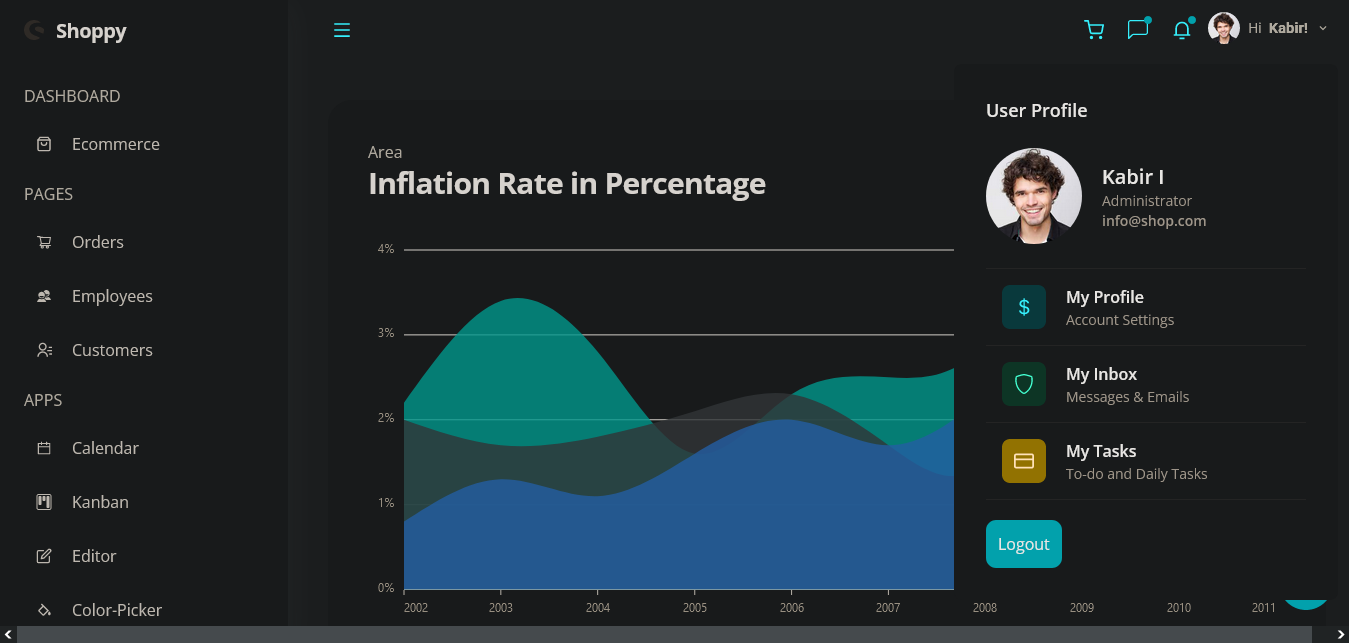 Shoppy
Hi Kabir!
DASHBOARD
Ecommerce
PAGES
Orders
Employees
Customers
APPS
Calendar
Kanban
Editor
Color-Picker
Area
Inflation Rate in Percentage
4%
3%
2%
1%
0%
2002 2003 2004 2005 2006 2007 2008 2009 2010 2011
User Profile
Kabir I
Administrator
info@shop.com
$
My Profile
Account Settings
My Inbox
Messages & Emails
My Tasks
To-do and Daily Tasks
Logout